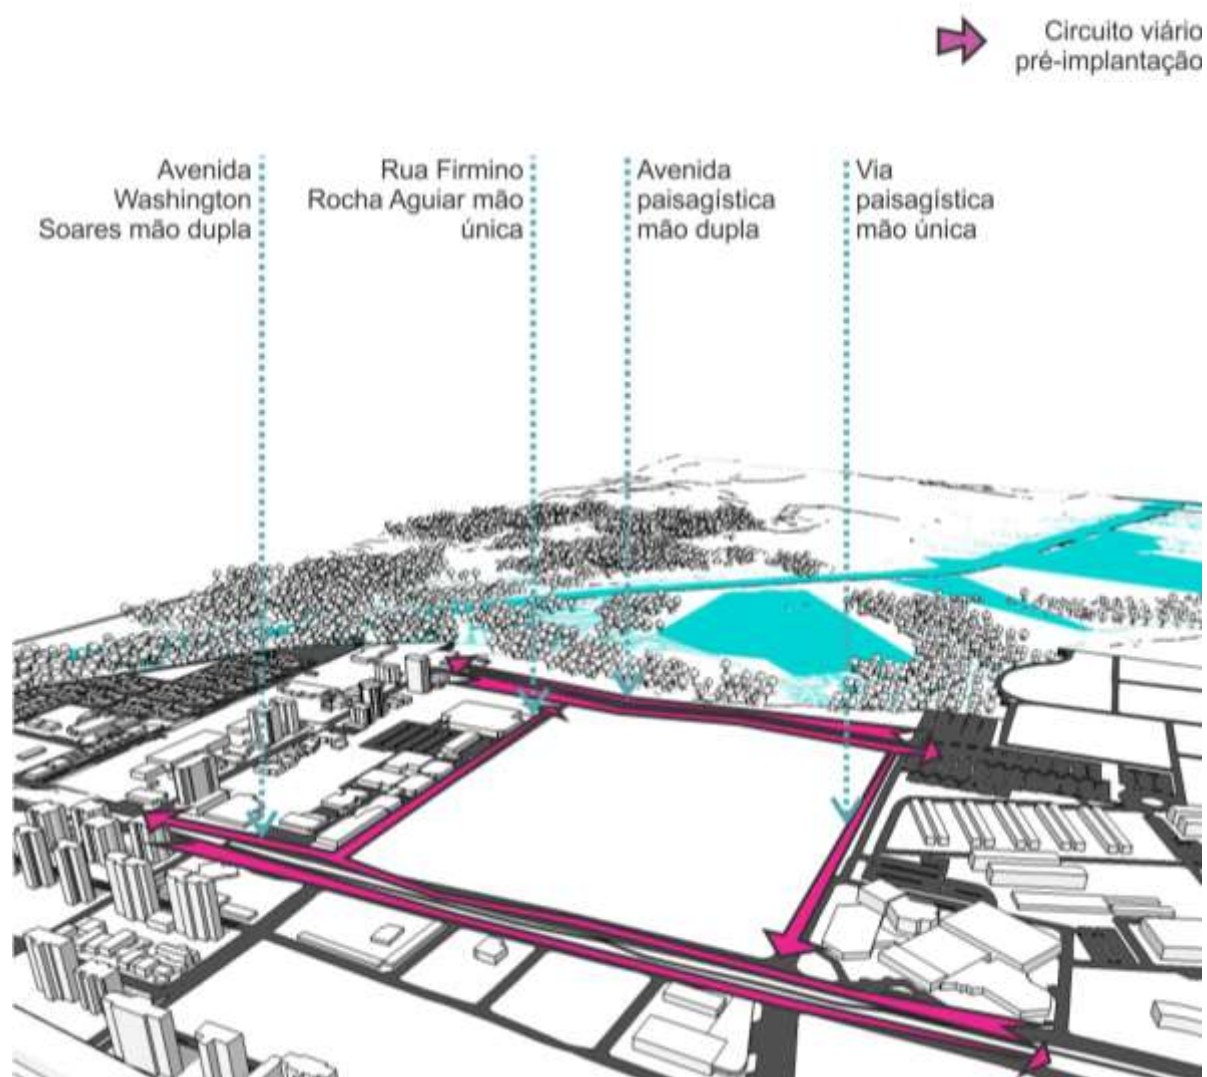 Circuito viário
pré-implantação
Avenida
Washington
Soares mão dupla
Rua Firmino
Rocha Aguiar mão
única
Avenida
paisagística
mão dupla
Via
paisagística
mão única